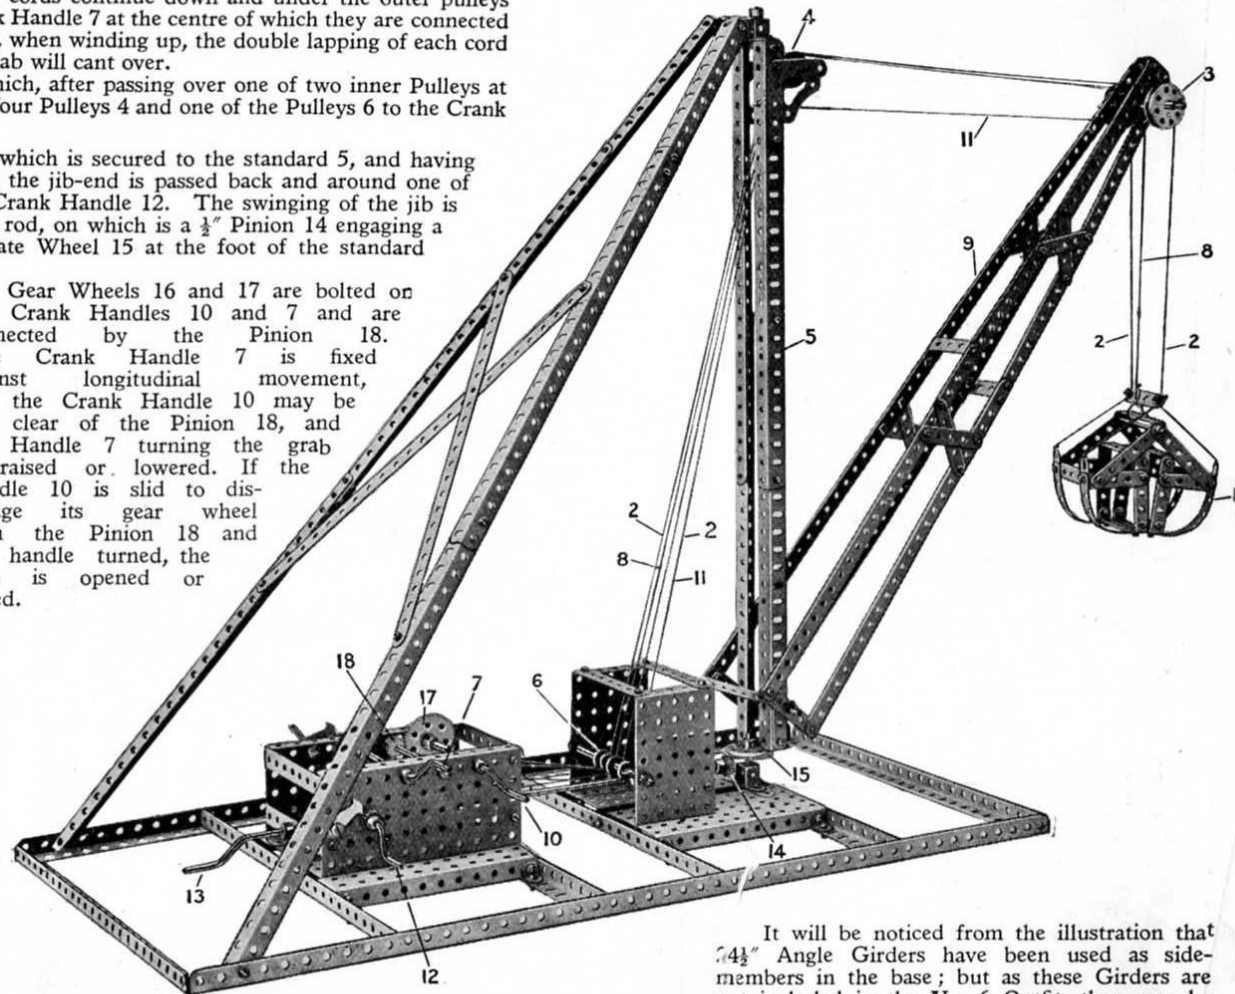 cords continue down and under the outer pulleys
k Handle 7 at the centre of which they are connected
when winding up, the double lapping of each cord
ab will cant over.
hich, after passing over one of two inner Pulleys at
our Pulleys 4 and one of the Pulleys 6 to the Crank
which is secured to the standard 5, and having
the jib-end is passed back and around one of
Crank Handle 12. The swinging of the jib is
rod, on which is a ½″ Pinion 14 engaging a
ate Wheel 15 at the foot of the standard
Gear Wheels 16 and 17 are bolted on
Crank Handles 10 and 7 and are
nected by the Pinion 18.
Crank Handle 7 is fixed
nst longitudinal movement,
the Crank Handle 10 may be
clear of the Pinion 18, and
Handle 7 turning the grab
raised or lowered. If the
dle 10 is slid to dis-
ge its gear wheel
the Pinion 18 and
handle turned, the
is opened or
ed.
4
3
11
9
8
5
2
2
1
2
2
8
11
18
17
7
6
15
10
14
13
12
It will be noticed from the illustration that
24½″ Angle Girders have been used as side-
members in the base; but as these Girders are